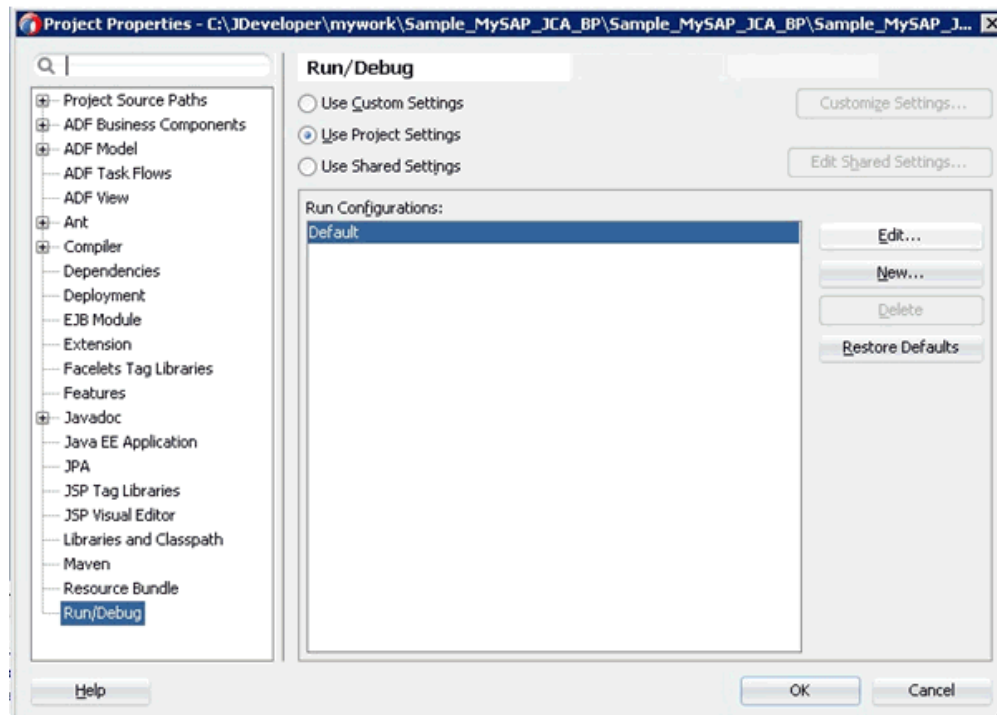 Project Properties - C:\JDeveloper\mywork\Sample_MySAP_JCA_BP\Sample_MySAP_JCA_BP\Sample_MySAP_J...
Project Source Paths
ADF Business Components
ADF Model
ADF Task Flows
ADF View
Ant
Compiler
Dependencies
Deployment
EJB Module
Extension
Facelets Tag Libraries
Features
Javadoc
Java EE Application
JPA
JSP Tag Libraries
JSP Visual Editor
Libraries and Classpath
Maven
Resource Bundle
Run/Debug
Run/Debug
Use Custom Settings
Customize Settings...
Use Project Settings
Use Shared Settings
Edit Shared Settings...
Run Configurations:
Default
Edit...
New...
Delete
Restore Defaults
Help
OK
Cancel